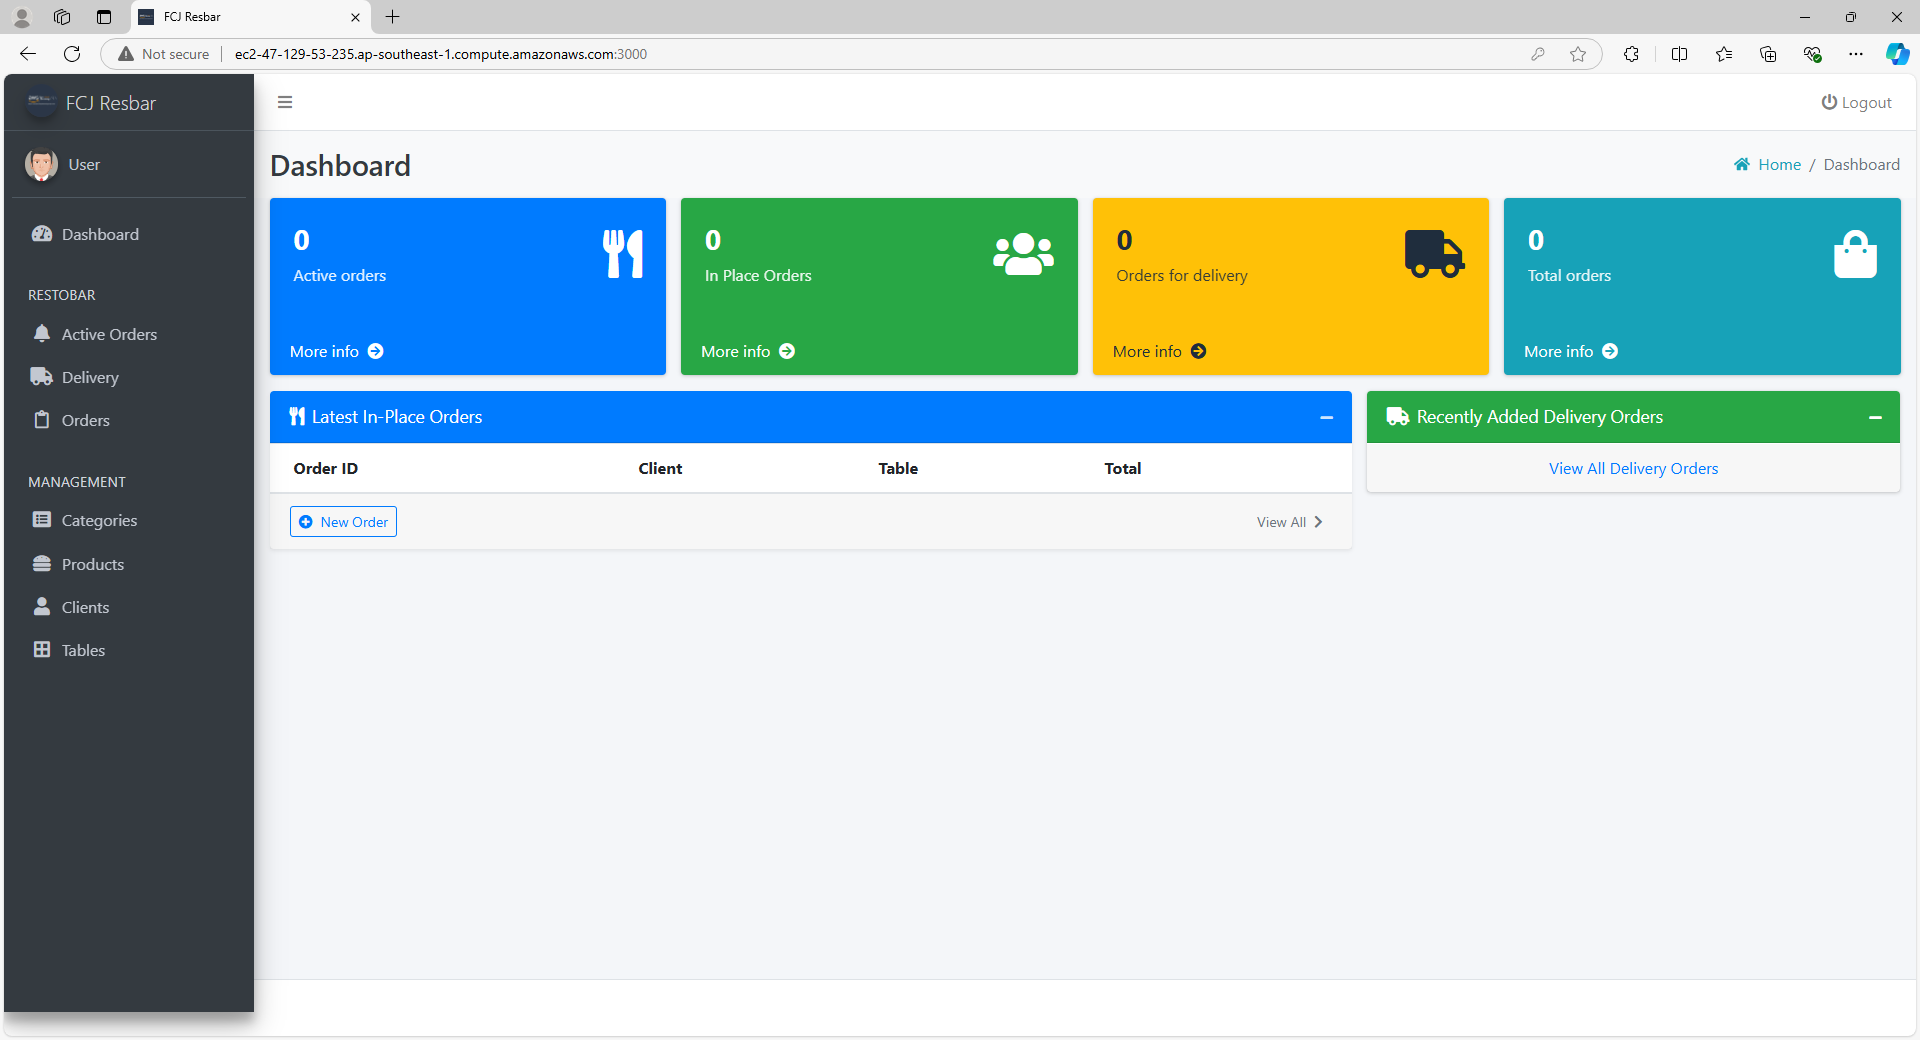 FCJ Resbar
Not secure
ec2-47-129-53-235.ap-southeast-1.compute.amazonaws.com:3000
FCJ Resbar
Logout
User
Dashboard
Home / Dashboard
Dashboard
RESTOBAR
Active Orders
Delivery
Orders
MANAGEMENT
Categories
Products
Clients
Tables
0
Active orders
More info
0
In Place Orders
More info
0
Orders for delivery
More info
0
Total orders
More info
Latest In-Place Orders
Order ID Client Table Total
New Order
View All
Recently Added Delivery Orders
View All Delivery Orders